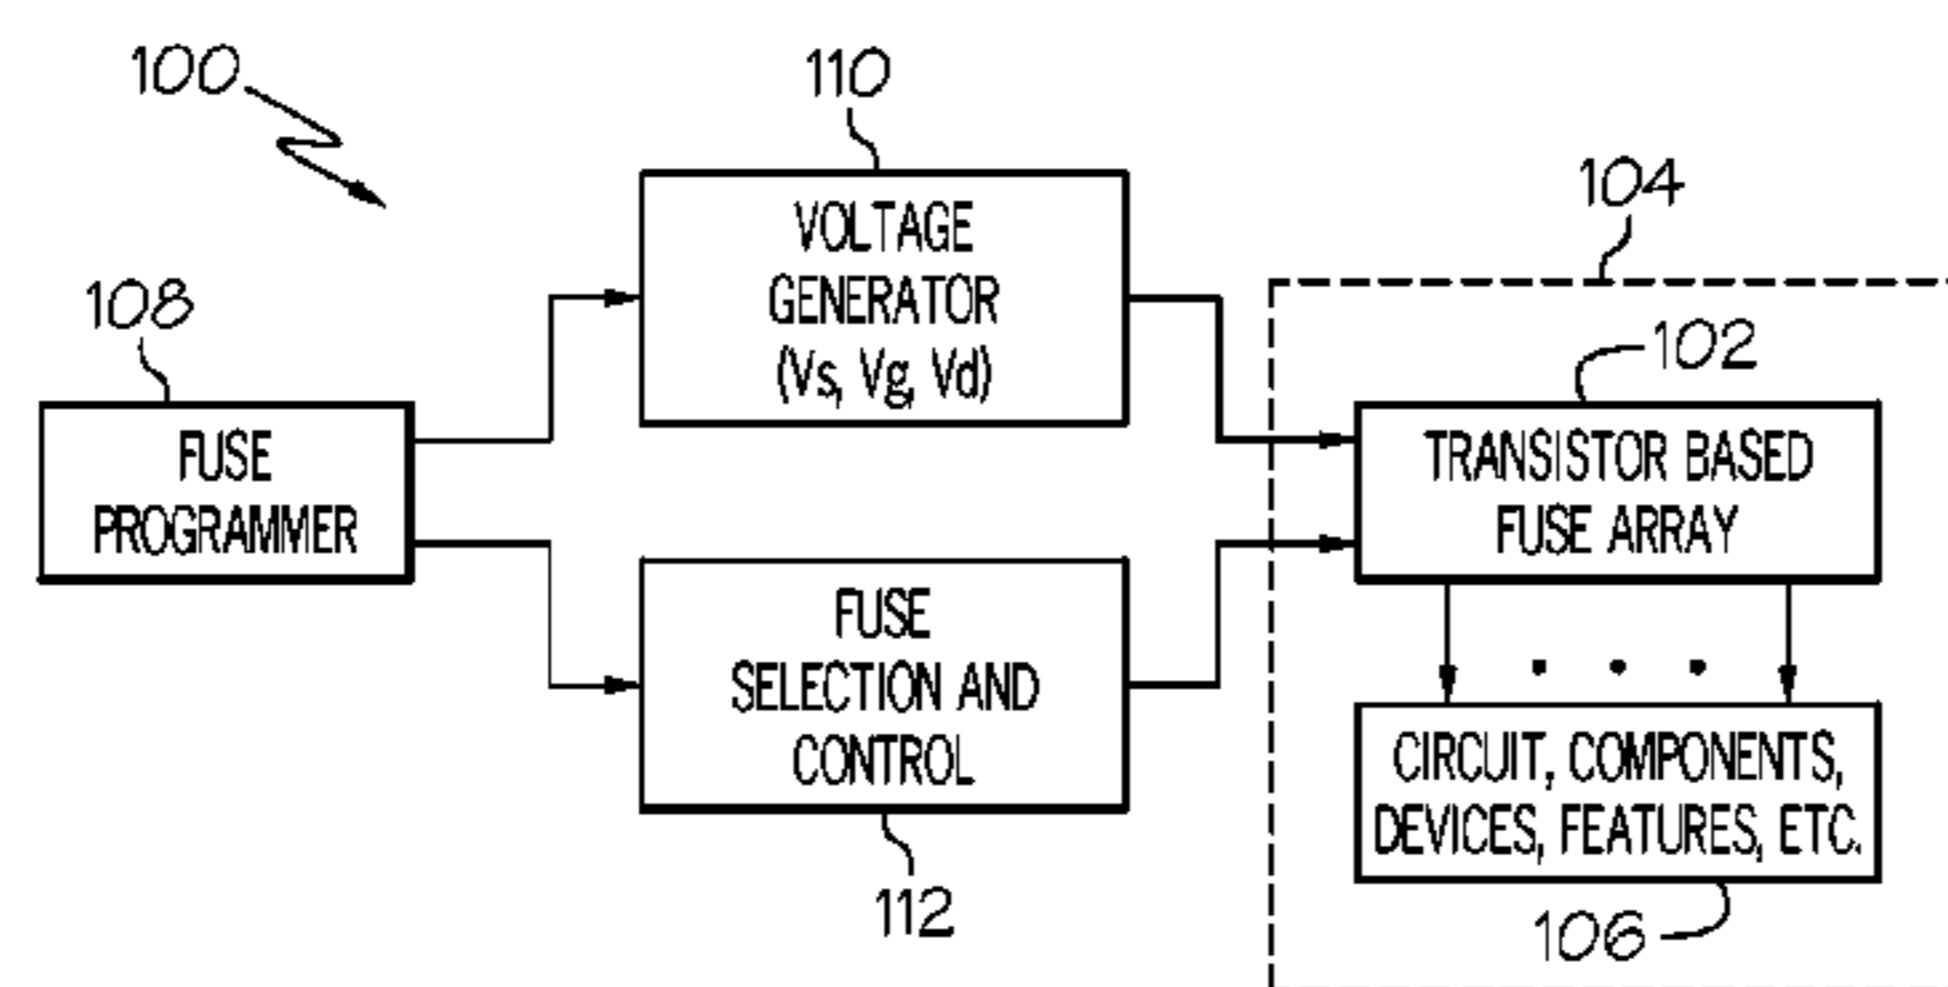 100
110
104
VOLTAGE
GENERATOR
(Vs, Vg, Vd)
108
102
FUSE
PROGRAMMER
TRANSISTOR BASED
FUSE ARRAY
FUSE
SELECTION AND
CONTROL
CIRCUIT, COMPONENTS,
DEVICES, FEATURES, ETC.
112
106